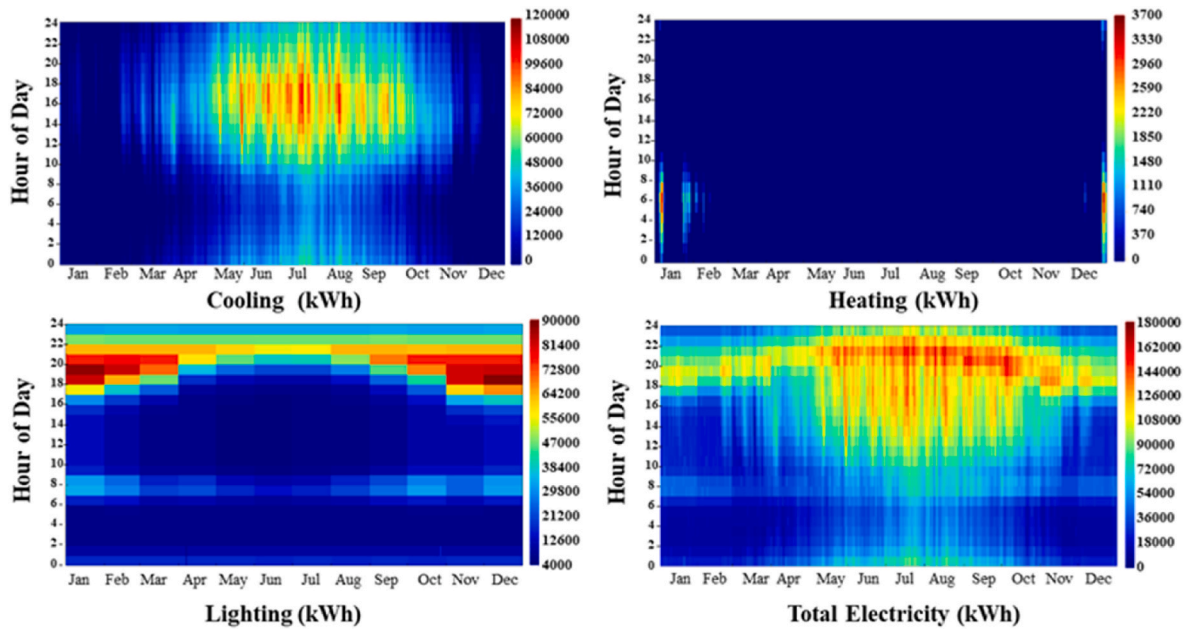 24 22 20 18 16 14 12 10 8 6 4 2 0
Hour of Day
120000
108000
99600
84000
72000
60000
48000
36000
24000
12000
0
Jan Feb Mar Apr May Jun Jul Aug Sep Oct Nov Dec
Cooling (kWh)
24 22 20 18 16 14 12 10 8 6 4 2 0
Hour of Day
3700
3330
2960
2590
2220
1850
1480
1110
740
370
0
Jan Feb Mar Apr May Jun Jul Aug Sep Oct Nov Dec
Heating (kWh)
24 22 20 18 16 14 12 10 8 6 4 2 0
Hour of Day
90000
81400
72800
64200
55600
47000
38400
29800
21200
12600
4000
Jan Feb Mar Apr May Jun Jul Aug Sep Oct Nov Dec
Lighting (kWh)
24 22 20 18 16 14 12 10 8 6 4 2 0
Hour of Day
180000
162000
144000
126000
108000
90000
72000
54000
36000
18000
0
Jan Feb Mar Apr May Jun Jul Aug Sep Oct Nov Dec
Total Electricity (kWh)